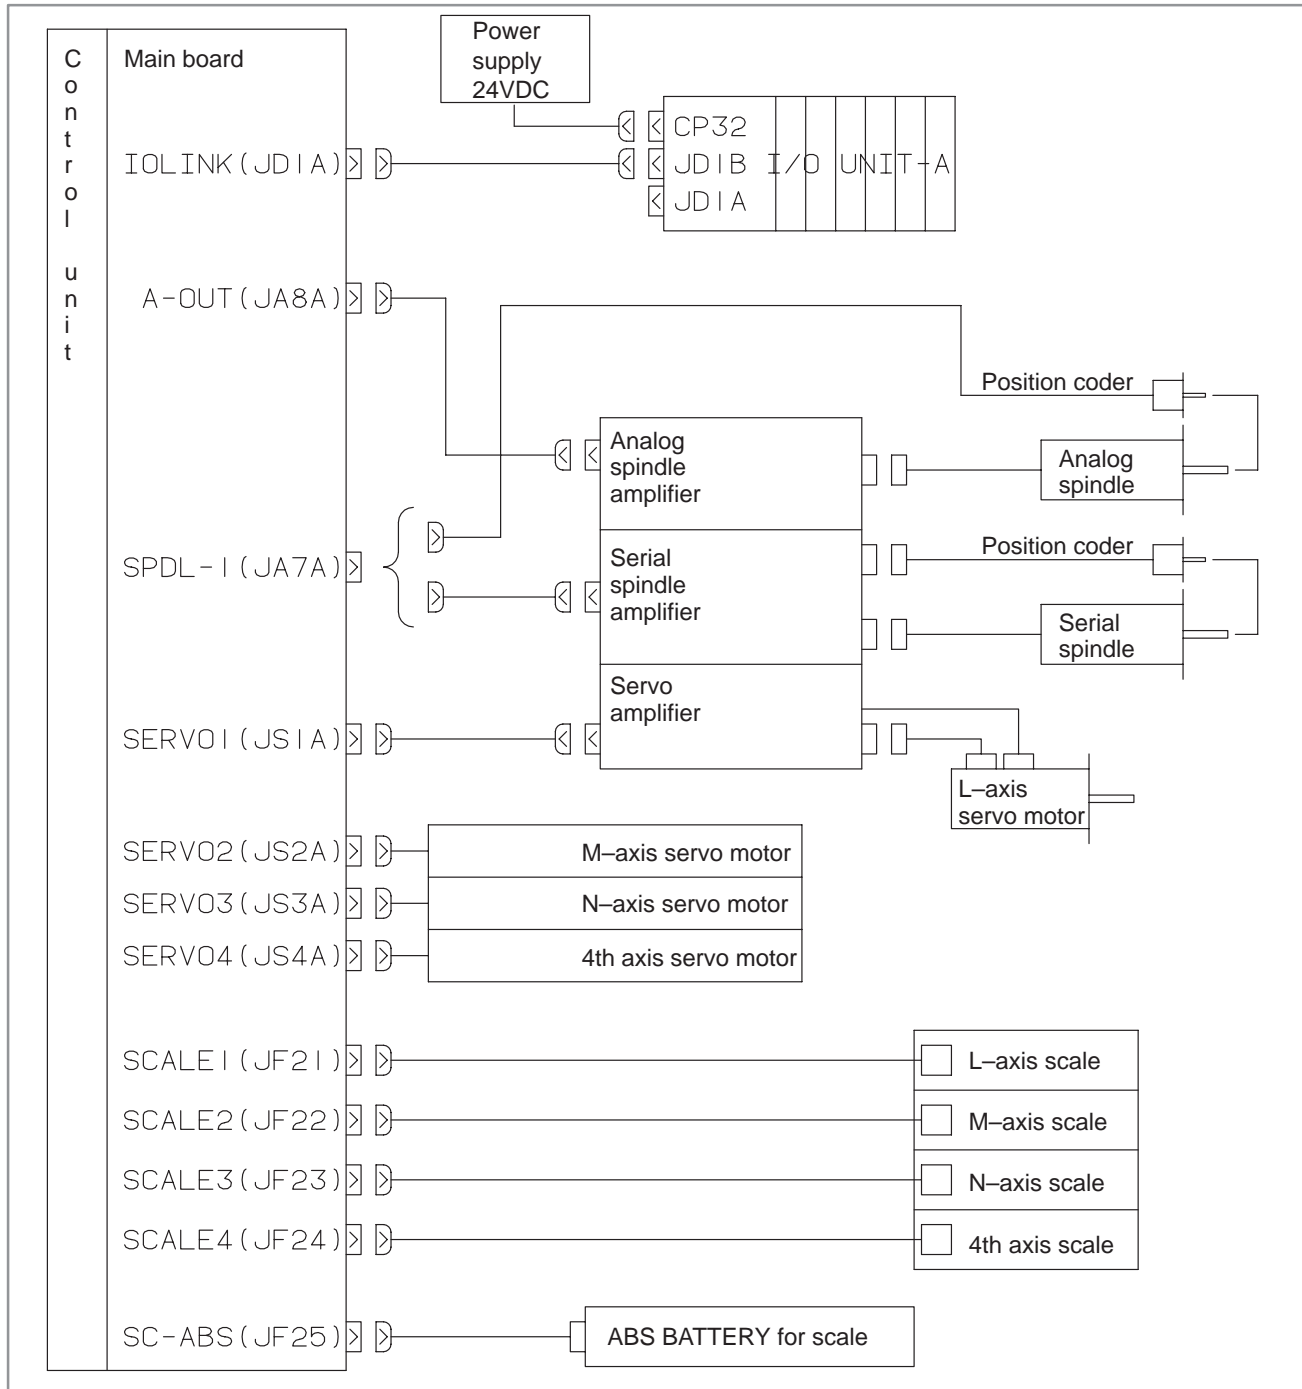 Control unit
Main board
Power
supply
24VDC
CP32
IOLINK(JD1A)
JD1B I/O UNIT-A
JD1A
A-OUT(JA8A)
Position coder
Analog
spindle
amplifier
Analog
spindle
SPDL-1(JA7A)
Serial
spindle
amplifier
Position coder
Serial
spindle
Servo
amplifier
SERVO1(JS1A)
L–axis
servo motor
SERVO2(JS2A)
M–axis servo motor
SERVO3(JS3A)
N–axis servo motor
SERVO4(JS4A)
4th axis servo motor
SCALE1(JF21)
L–axis scale
SCALE2(JF22)
M–axis scale
SCALE3(JF23)
N–axis scale
SCALE4(JF24)
4th axis scale
SC-ABS(JF25)
ABS BATTERY for scale